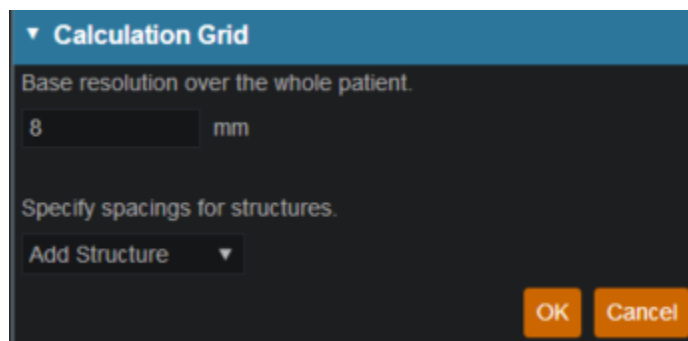 Calculation Grid
Base resolution over the whole patient.
8 mm
Specify spacings for structures.
Add Structure
OK Cancel